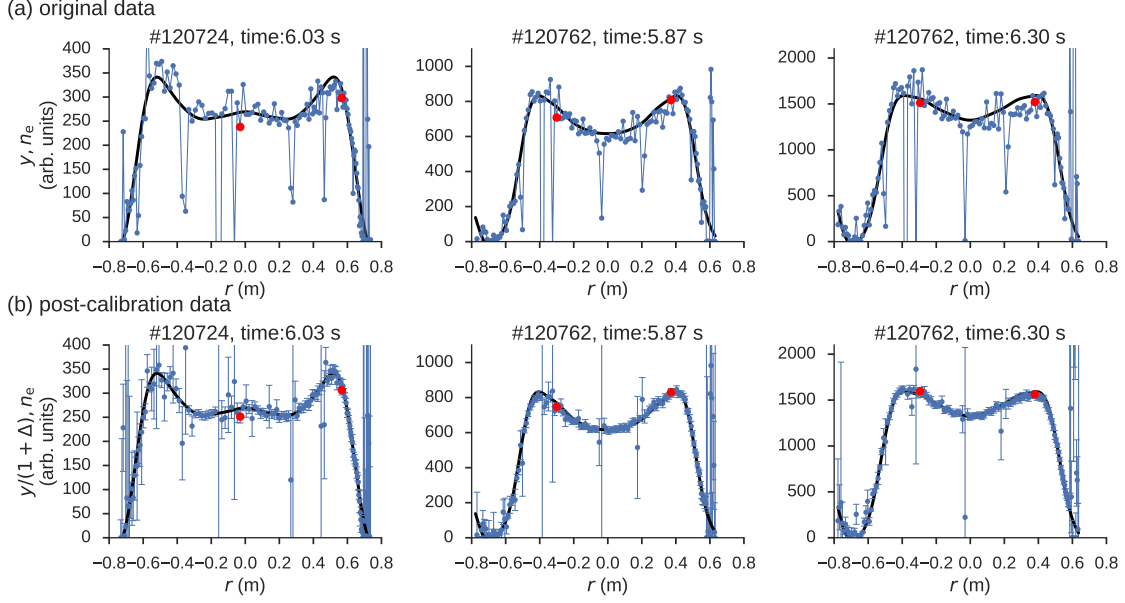 (a) original data
#120724, time:6.03 s
#120762, time:5.87 s
#120762, time:6.30 s
y, nₑ
(arb. units)
400
350
300
250
200
150
100
50
0
1000
800
600
400
200
0
2000
1500
1000
500
0
−0.8 −0.6 −0.4 −0.2 0.0 0.2 0.4 0.6 0.8
−0.8 −0.6 −0.4 −0.2 0.0 0.2 0.4 0.6 0.8
−0.8 −0.6 −0.4 −0.2 0.0 0.2 0.4 0.6 0.8
r (m)
r (m)
r (m)
(b) post-calibration data
#120724, time:6.03 s
#120762, time:5.87 s
#120762, time:6.30 s
y/(1 + Δ), nₑ
(arb. units)
400
350
300
250
200
150
100
50
0
1000
800
600
400
200
0
2000
1500
1000
500
0
−0.8 −0.6 −0.4 −0.2 0.0 0.2 0.4 0.6 0.8
−0.8 −0.6 −0.4 −0.2 0.0 0.2 0.4 0.6 0.8
−0.8 −0.6 −0.4 −0.2 0.0 0.2 0.4 0.6 0.8
r (m)
r (m)
r (m)